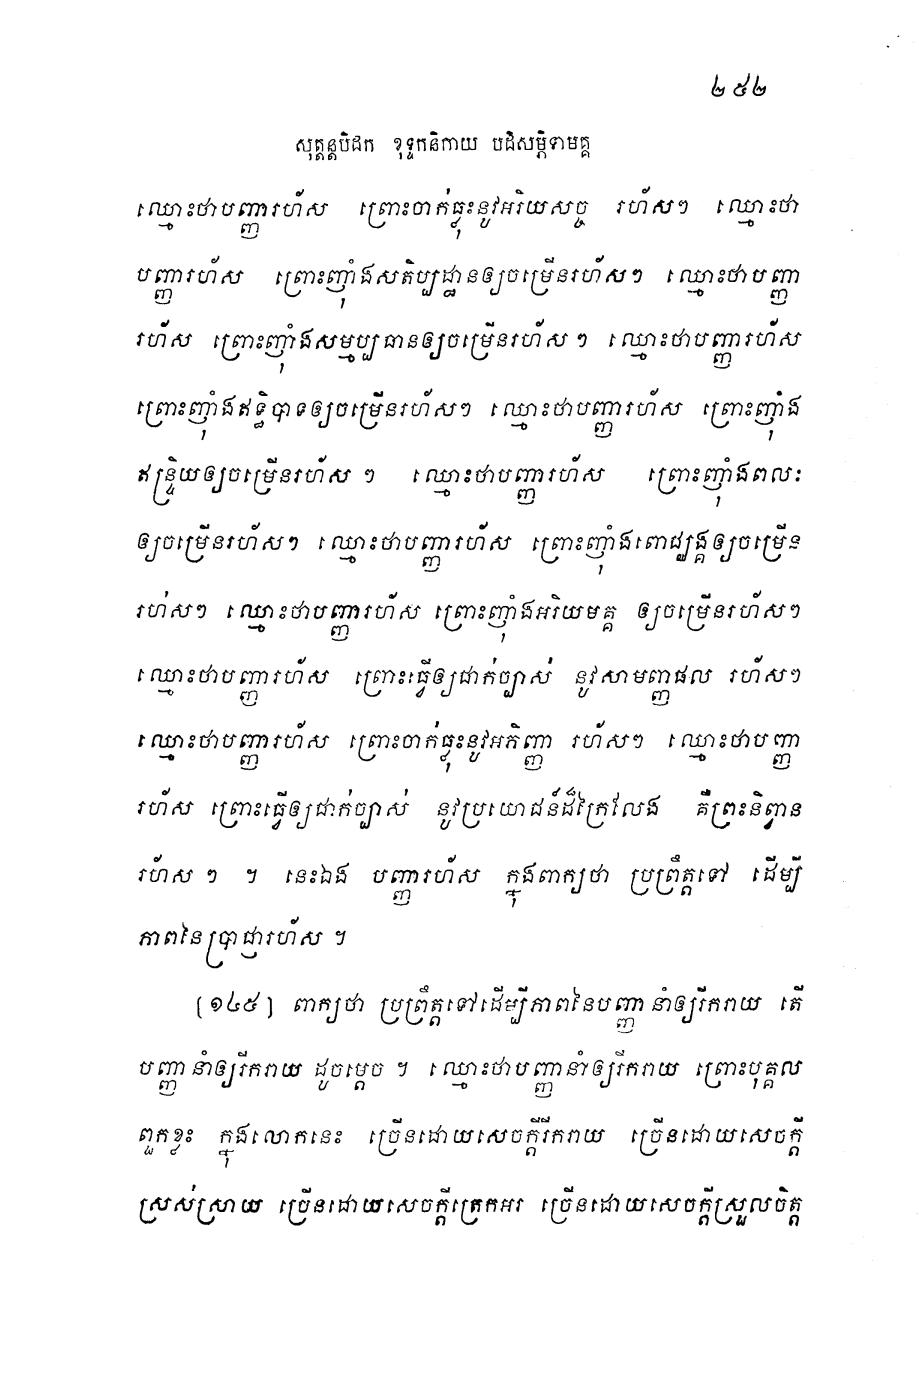 ២៥២
សុត្តន្តបិដក ខុទ្ទកនិកាយ បដិសម្ភិទាមគ្គ
ឈ្មោះថាបញ្ញារហ័ស ព្រោះចាក់ធ្លុះនូវអរិយសច្ច រហ័សៗ ឈ្មោះថា
បញ្ញារហ័ស ព្រោះញ៉ាំងសតិប្បដ្ឋានឲ្យចម្រើនរហ័សៗ ឈ្មោះថាបញ្ញា
រហ័ស ព្រោះញ៉ាំងសម្មប្បធានឲ្យចម្រើនរហ័ស ៗ ឈ្មោះថាបញ្ញារហ័ស
ព្រោះញ៉ាំងឥទ្ធិបាទឲ្យចម្រើនរហ័សៗ ឈ្មោះថាបញ្ញារហ័ស ព្រោះញ៉ាំង
ឥន្ទ្រិយឲ្យចម្រើនរហ័ស ៗ ឈ្មោះថាបញ្ញារហ័ស ព្រោះញ៉ាំងពលៈ
ឲ្យចម្រើនរហ័សៗ ឈ្មោះថាបញ្ញារហ័ស ព្រោះញ៉ាំងពោជ្ឈង្គឲ្យចម្រើន
រហ័សៗ ឈ្មោះថាបញ្ញារហ័ស ព្រោះញ៉ាំងអរិយមគ្គ ឲ្យចម្រើនរហ័សៗ
ឈ្មោះថាបញ្ញារហ័ស ព្រោះធ្វើឲ្យជាក់ច្បាស់ នូវសាមញ្ញផល រហ័សៗ
ឈ្មោះថាបញ្ញារហ័ស ព្រោះចាក់ធ្លុះនូវអភិញ្ញា រហ័សៗ ឈ្មោះថាបញ្ញា
រហ័ស ព្រោះធ្វើឲ្យជាក់ច្បាស់ នូវប្រយោជន៍ដ៏ក្រៃលែង គឺព្រះនិព្វាន
រហ័ស ៗ ។ នេះឯង បញ្ញារហ័ស ក្នុងពាក្យថា ប្រព្រឹត្តទៅ ដើម្បី
ភាពនៃប្រាជ្ញារហ័ស ។
[១៤៥] ពាក្យថា ប្រព្រឹត្តទៅដើម្បីភាពនៃបញ្ញា នាំឲ្យរីករាយ តើ
បញ្ញា នាំឲ្យរីករាយ ដូចម្តេច ។ ឈ្មោះថាបញ្ញានាំឲ្យរីករាយ ព្រោះបុគ្គល
ពួកខ្លះ ក្នុងលោកនេះ ច្រើនដោយសេចក្តីរីករាយ ច្រើនដោយសេចក្តី
ស្រស់ស្រាយ ច្រើនដោយសេចក្តីត្រេកអរ ច្រើនដោយសេចក្តីស្រួលចិត្ត